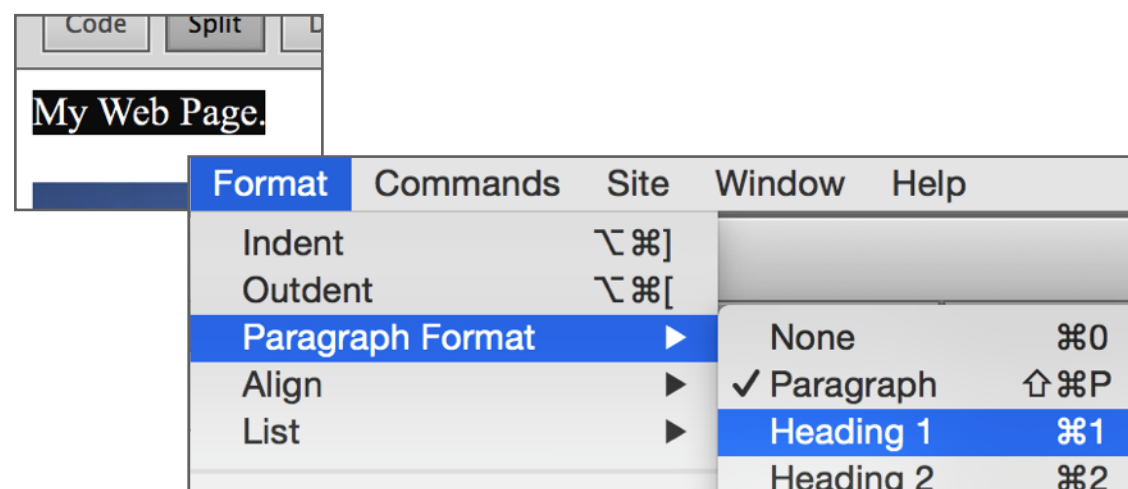 Code Split
My Web Page.
Format Commands Site Window Help
Indent ⌥⌘]
Outdent ⌥⌘[
Paragraph Format ▶
Align ▶
List ▶
None ⌘0
✓ Paragraph ⇧⌘P
Heading 1 ⌘1
Heading 2 ⌘2